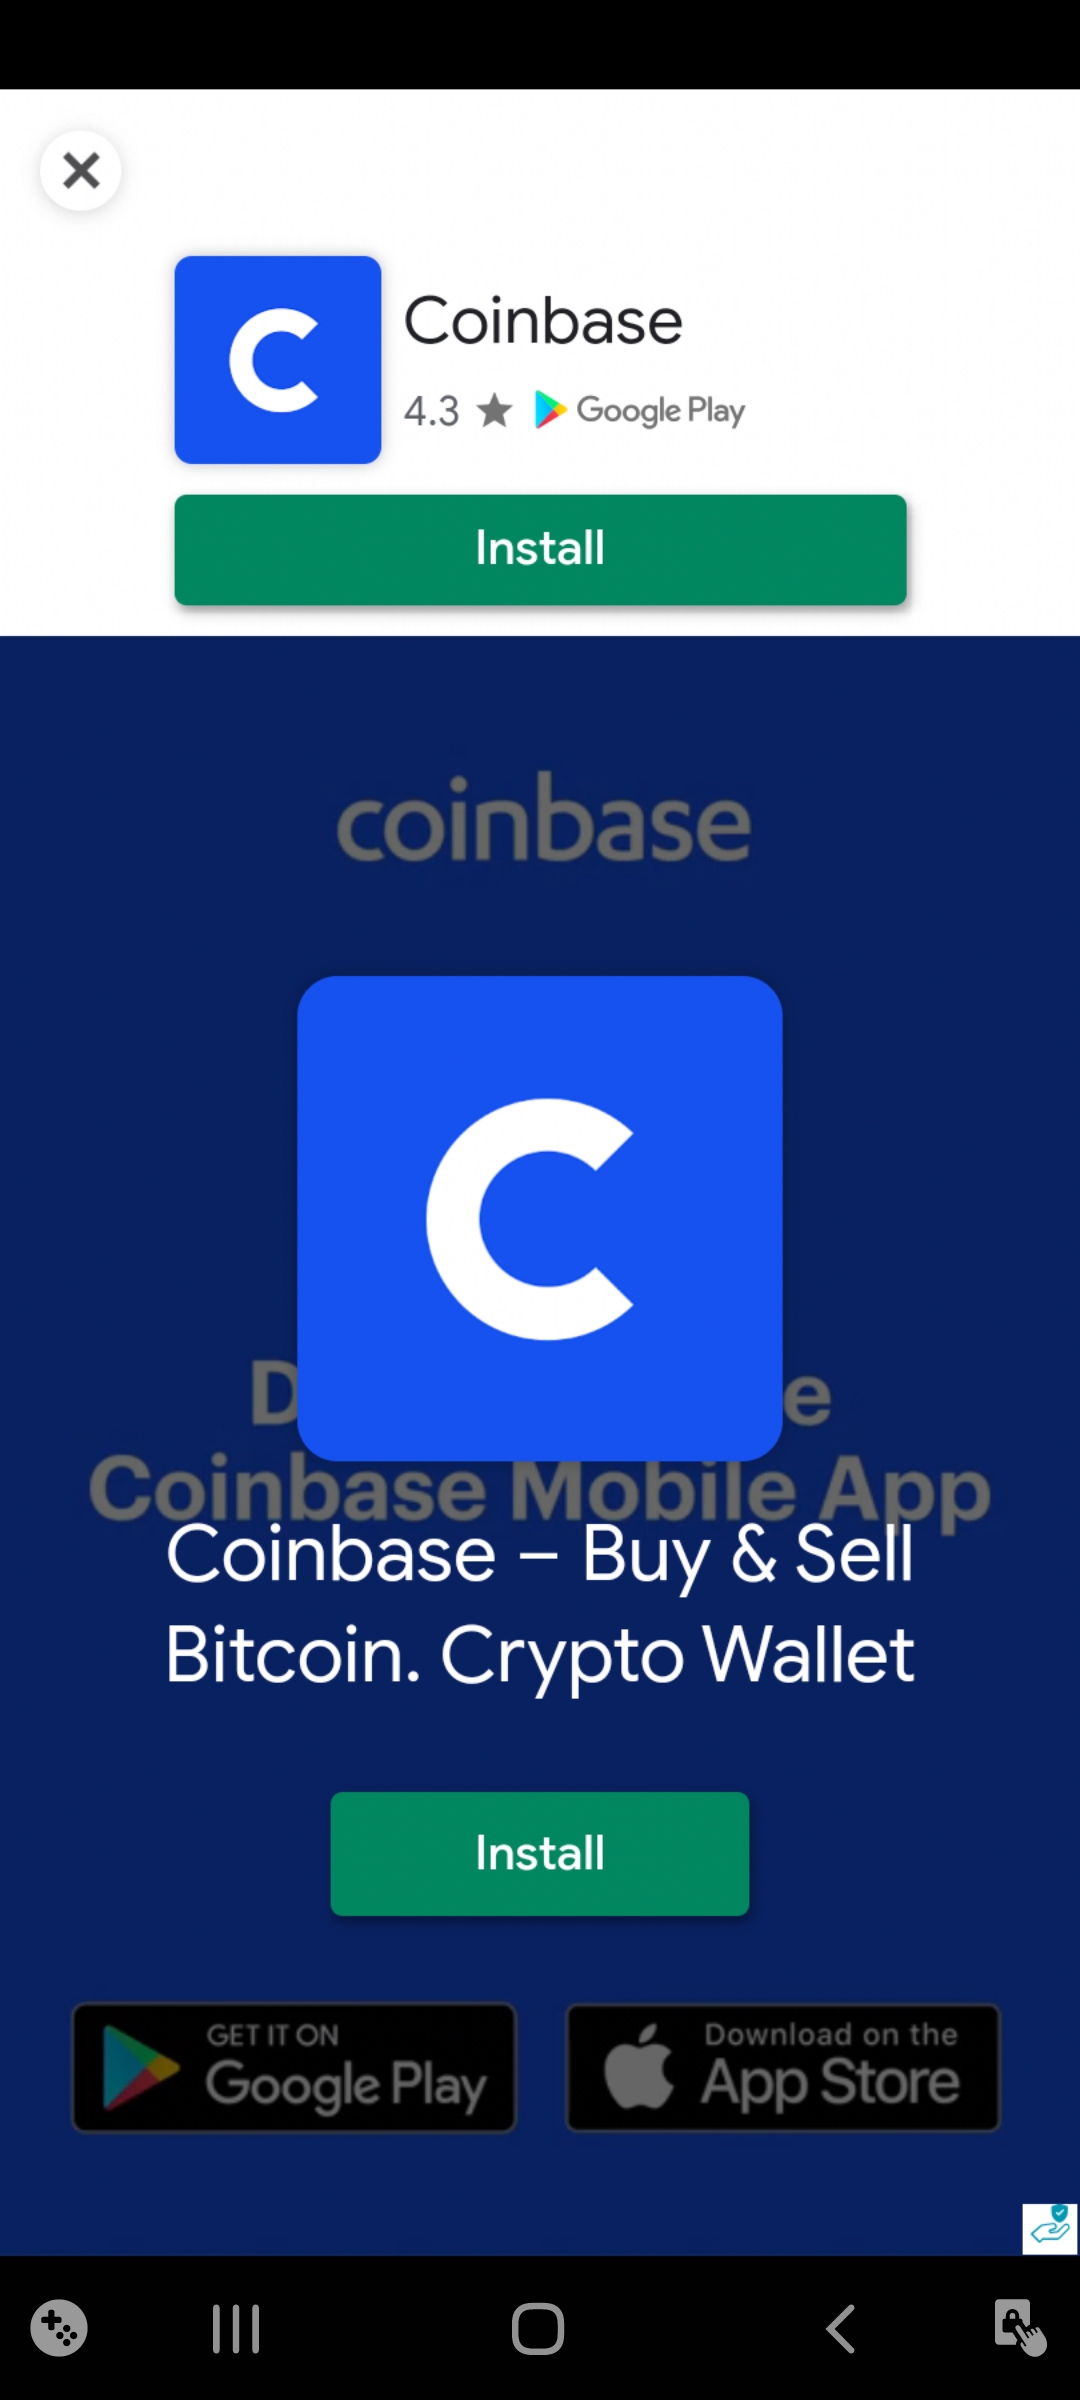 Coinbase
4.3 ★ Google Play
Install
coinbase
Coinbase Mobile App
Coinbase – Buy & Sell
Bitcoin. Crypto Wallet
Install
GET IT ON
Google Play
Download on the
App Store